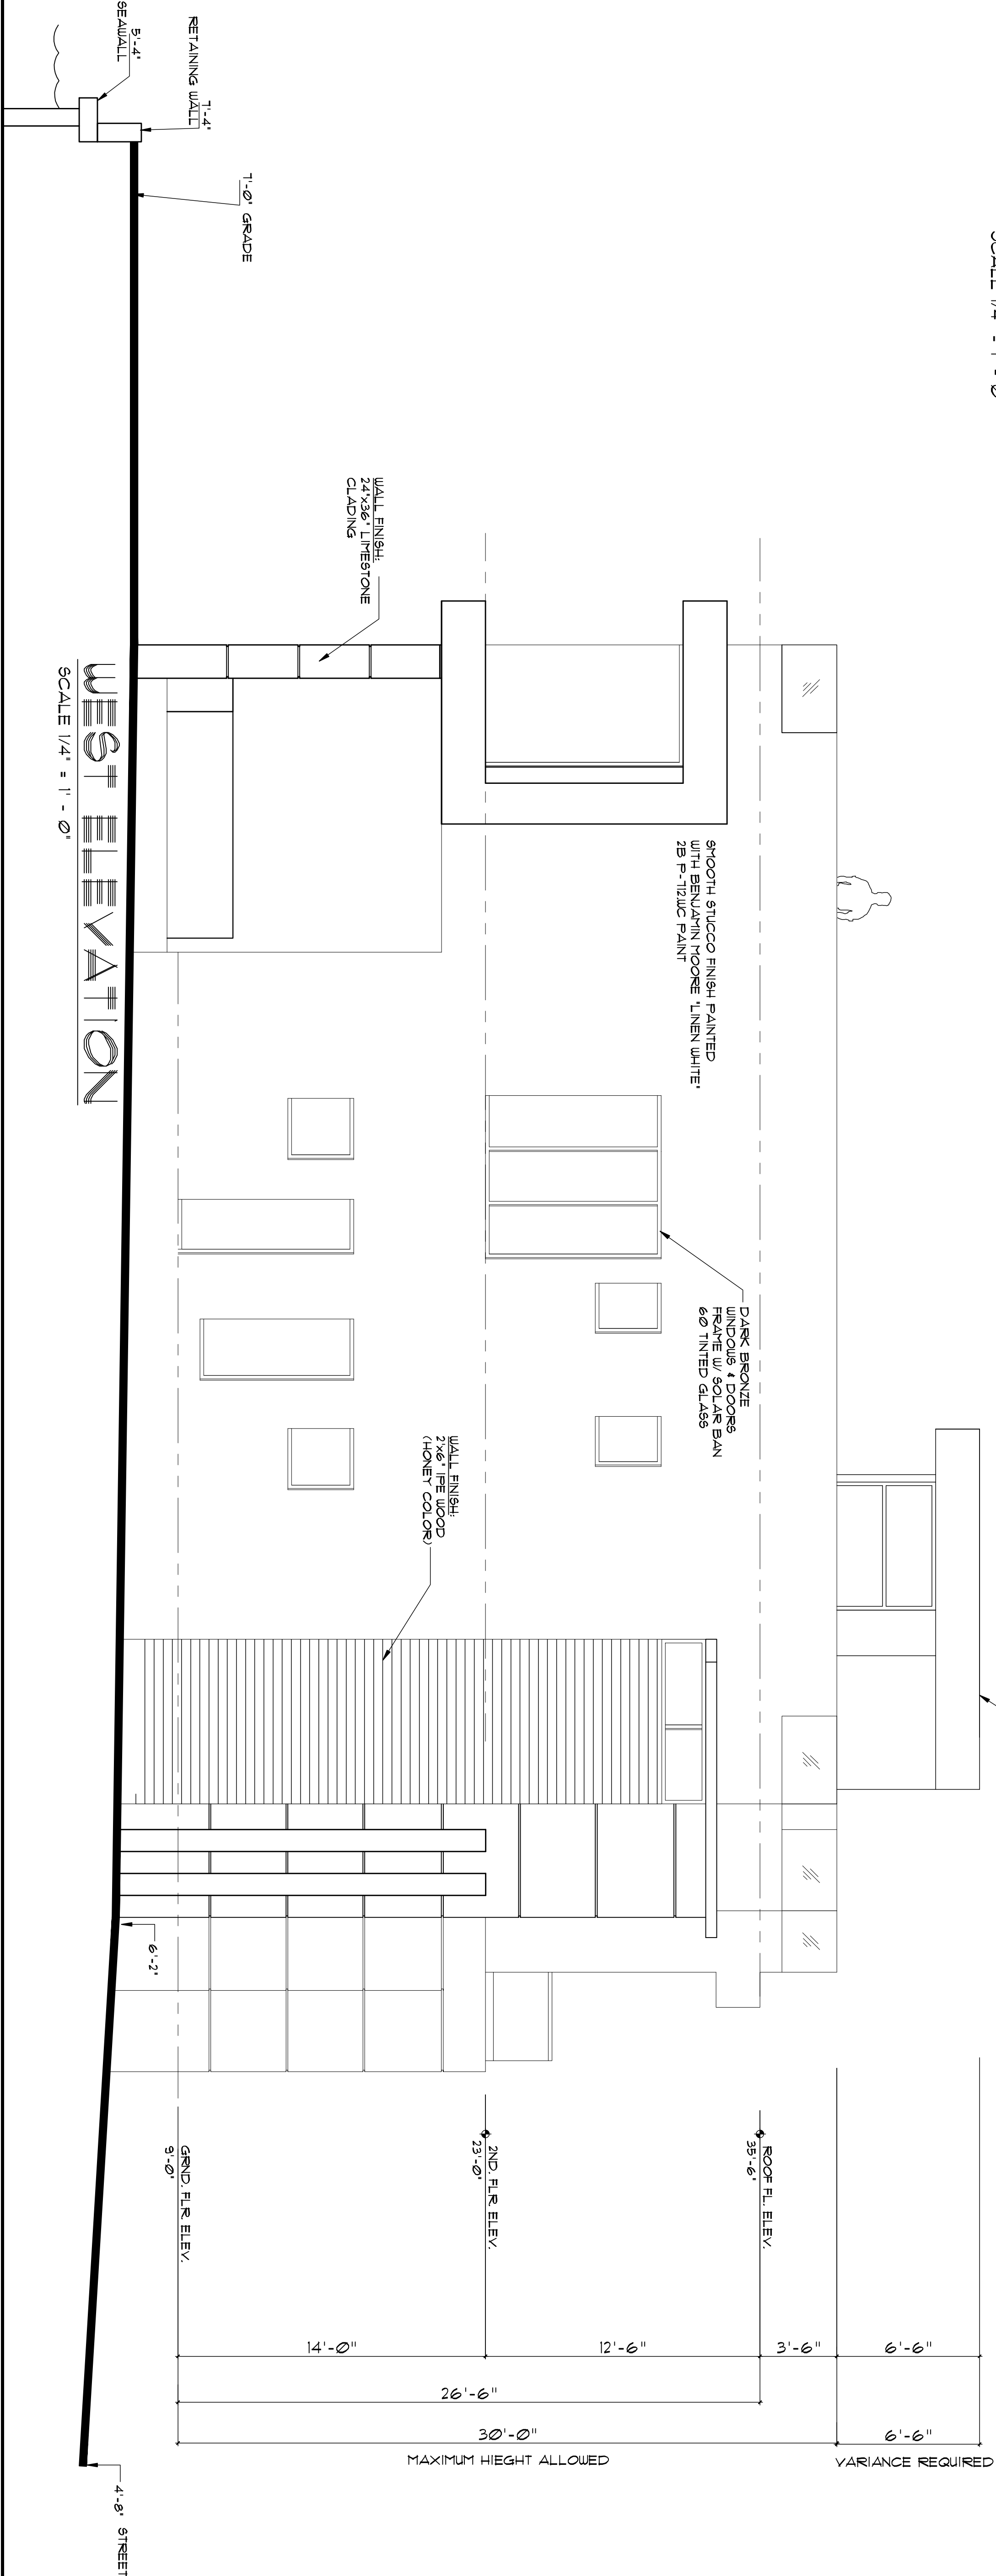 5'-4"
SEAWALL
7'-4"
RETAINING WALL
7'-0" GRADE
WALL FINISH:
24"x36" LIMESTONE
CLADING
SMOOTH STUCCO FINISH PAINTED
WITH BENJAMIN MOORE "LINEN WHITE"
2B P-712.WC PAINT
DARK BRONZE
WINDOWS & DOORS
FRAME W/ SOLAR BAN
60 TINTED GLASS
WALL FINISH:
2"x6" IPE WOOD
(HONEY COLOR)
6'-2"
ROOF FL. ELEV.
35'-6"
2ND. FLR. ELEV.
23'-0"
GRND. FLR. ELEV.
9'-0"
14'-0"
12'-6"
3'-6"
6'-6"
26'-6"
30'-0"
6'-6"
MAXIMUM HIEGHT ALLOWED
VARIANCE REQUIRED
4'-8" STREET
WEST ELEVATION
SCALE 1/4" = 1' - 0"